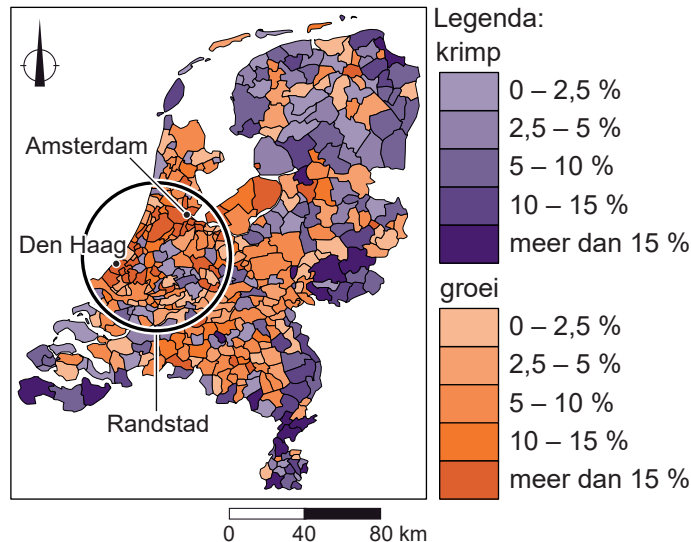 Legenda:
krimp
0 – 2,5 %
2,5 – 5 %
5 – 10 %
10 – 15 %
meer dan 15 %
groei
0 – 2,5 %
2,5 – 5 %
5 – 10 %
10 – 15 %
meer dan 15 %
Amsterdam
Den Haag
Randstad
0 40 80 km